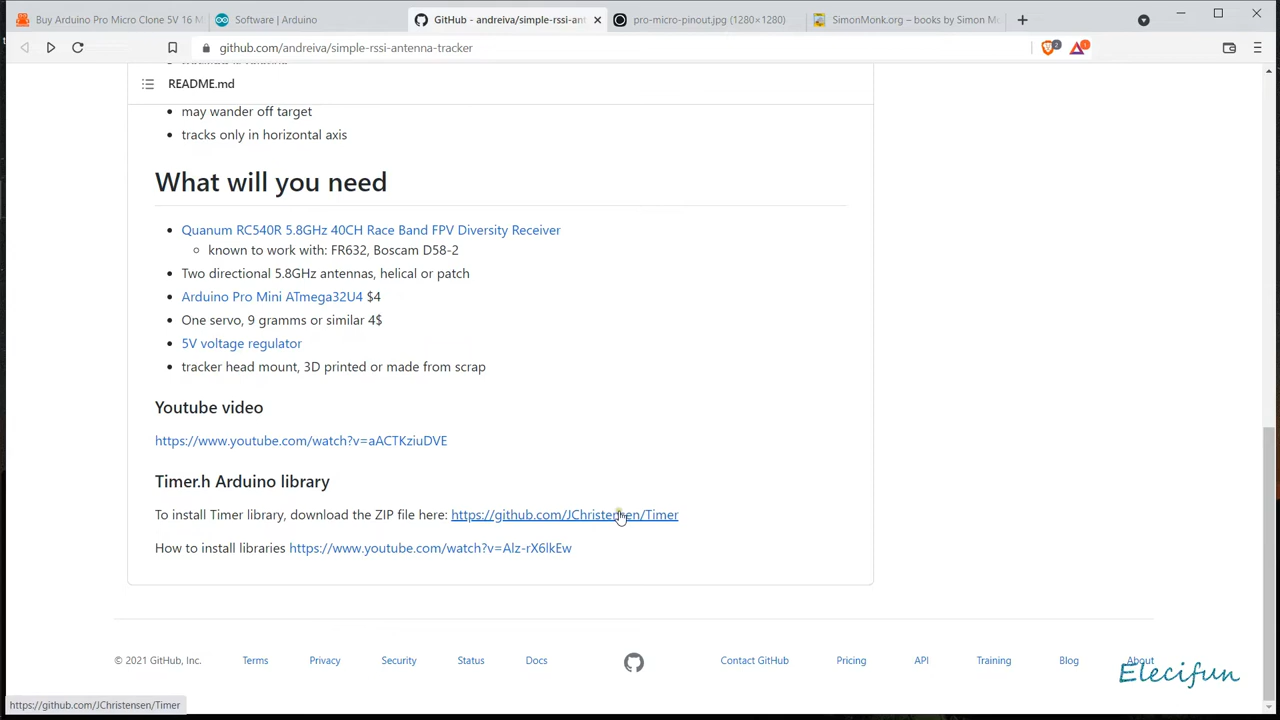 Buy Arduino Pro Micro Clone 5V 16 M
Software | Arduino
GitHub - andreiva/simple-rssi-ant
pro-micro-pinout.jpg (1280×1280)
SimonMonk.org – books by Simon M
github.com/andreiva/simple-rssi-antenna-tracker
2
1
README.md
may wander off target
tracks only in horizontal axis
What will you need
Quanum RC540R 5.8GHz 40CH Race Band FPV Diversity Receiver
known to work with: FR632, Boscam D58-2
Two directional 5.8GHz antennas, helical or patch
Arduino Pro Mini ATmega32U4 $4
One servo, 9 gramms or similar 4$
5V voltage regulator
tracker head mount, 3D printed or made from scrap
Youtube video
https://www.youtube.com/watch?v=aACTKziuDVE
Timer.h Arduino library
To install Timer library, download the ZIP file here: https://github.com/JChristensen/Timer
How to install libraries https://www.youtube.com/watch?v=Alz-rX6lkEw
© 2021 GitHub, Inc.
Terms
Privacy
Security
Status
Docs
Contact GitHub
Pricing
API
Training
Blog
About
Elecifun
https://github.com/JChristensen/Timer